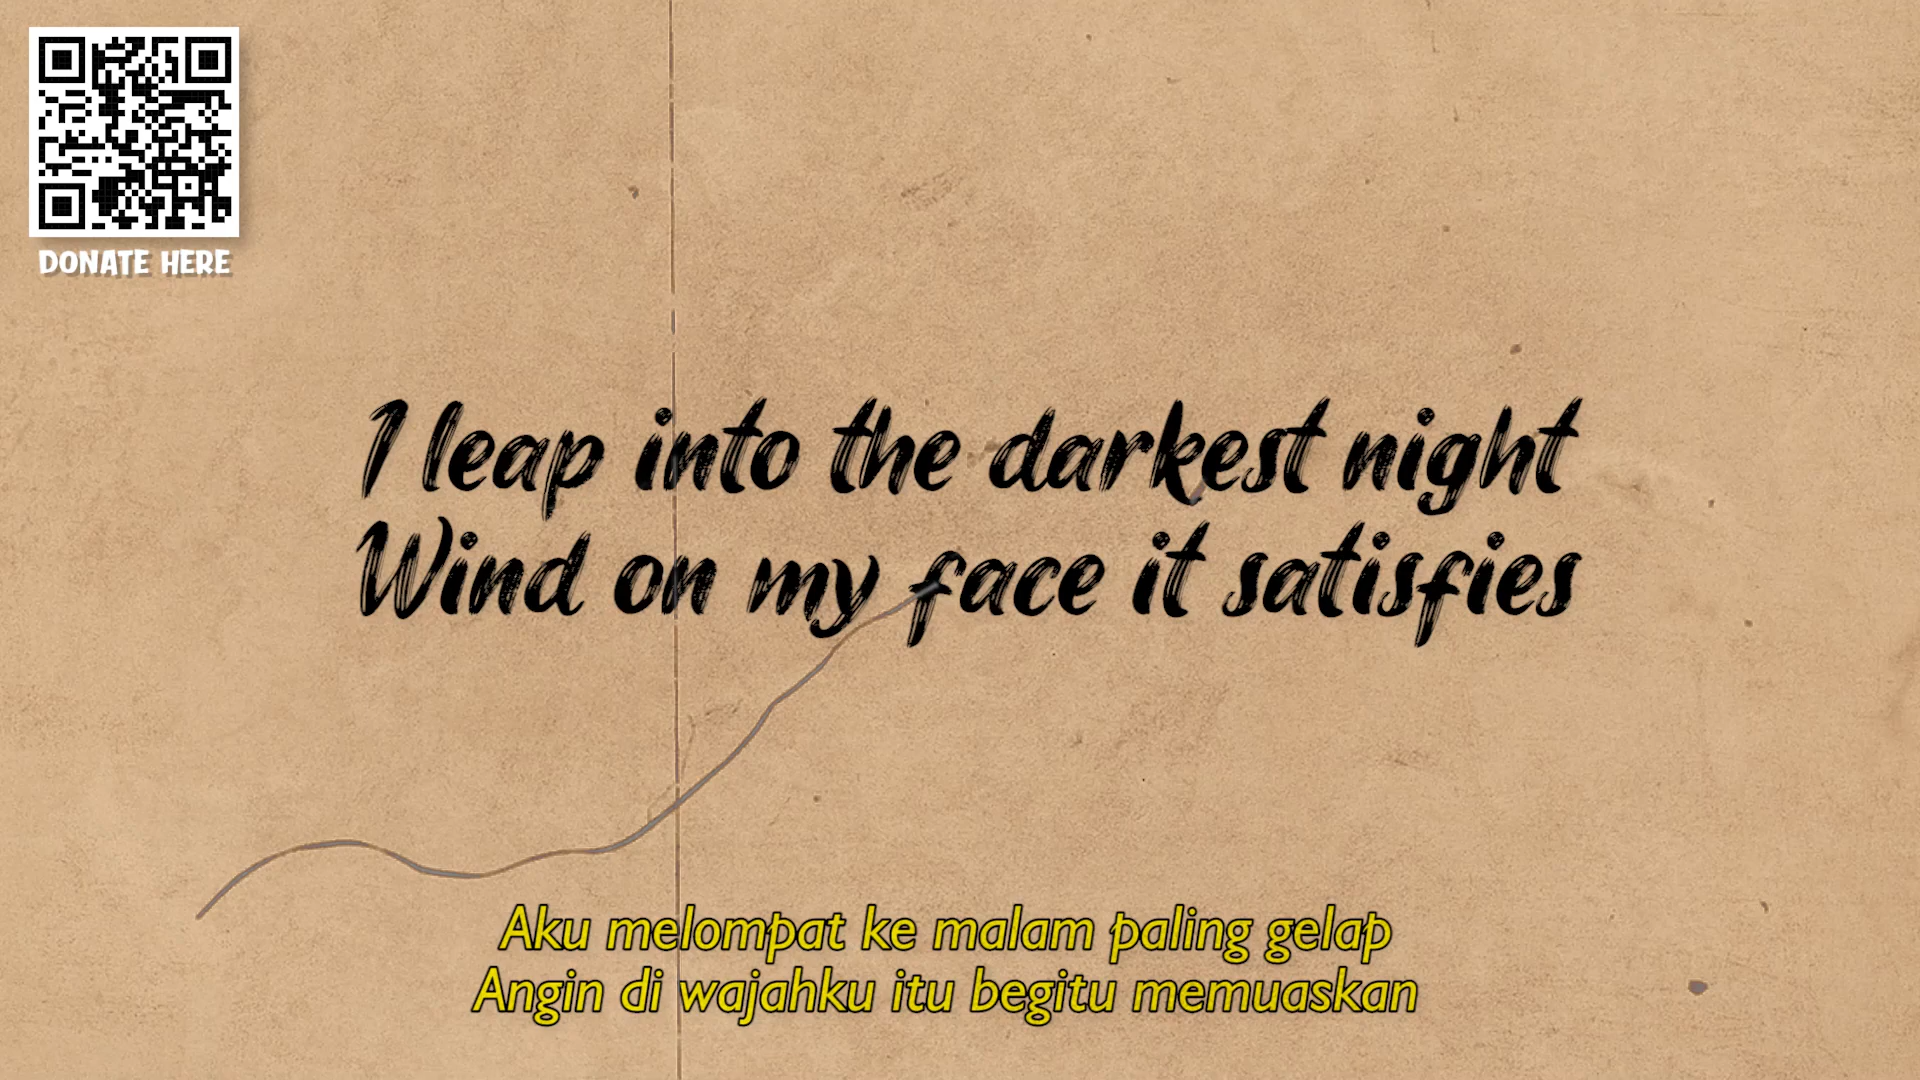 DONATE HERE
I leap into the darkest night
Wind on my face it satisfies
Aku melompat ke malam paling gelap
Angin di wajahku itu begitu memuaskan